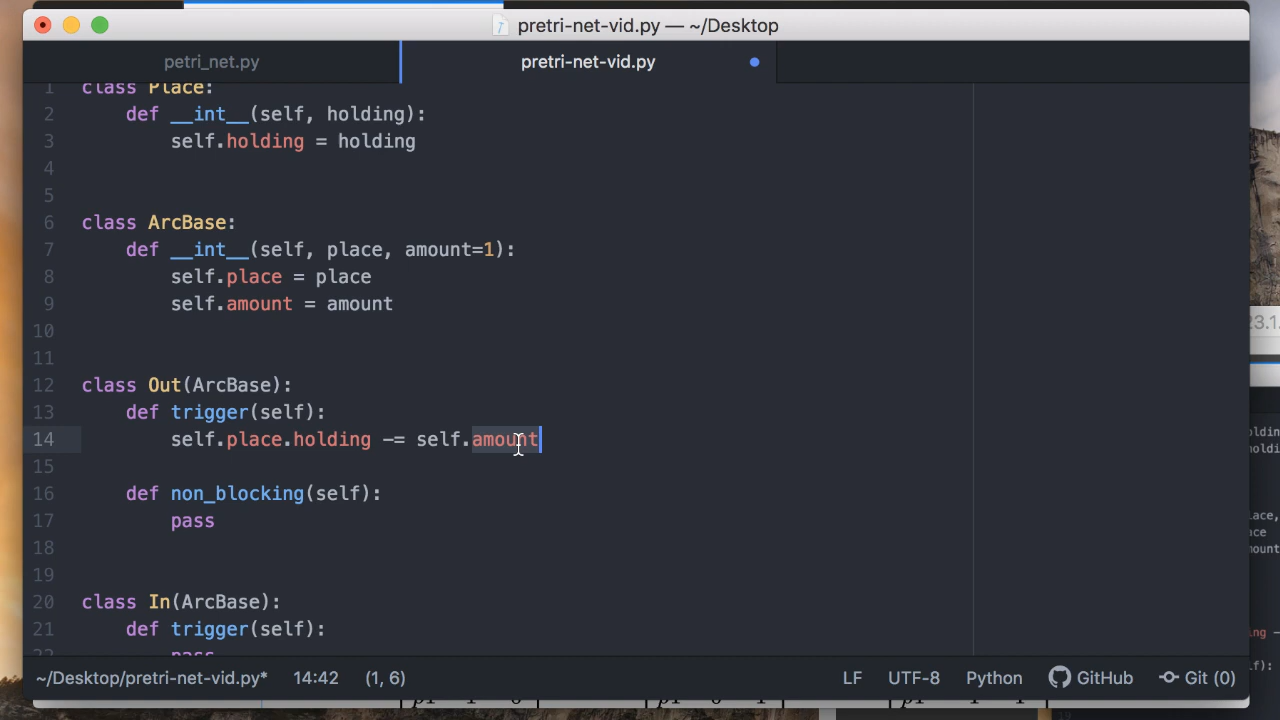 pretri-net-vid.py — ~/Desktop
petri_net.py
pretri-net-vid.py
1 class Place:
2 def __int__(self, holding):
3 self.holding = holding
4
5
6 class ArcBase:
7 def __int__(self, place, amount=1):
8 self.place = place
9 self.amount = amount
10
11
12 class Out(ArcBase):
13 def trigger(self):
14 self.place.holding -= self.amount
15
16 def non_blocking(self):
17 pass
18
19
20 class In(ArcBase):
21 def trigger(self):
22 pass
~/Desktop/pretri-net-vid.py* 14:42 (1, 6) LF UTF-8 Python GitHub Git (0)